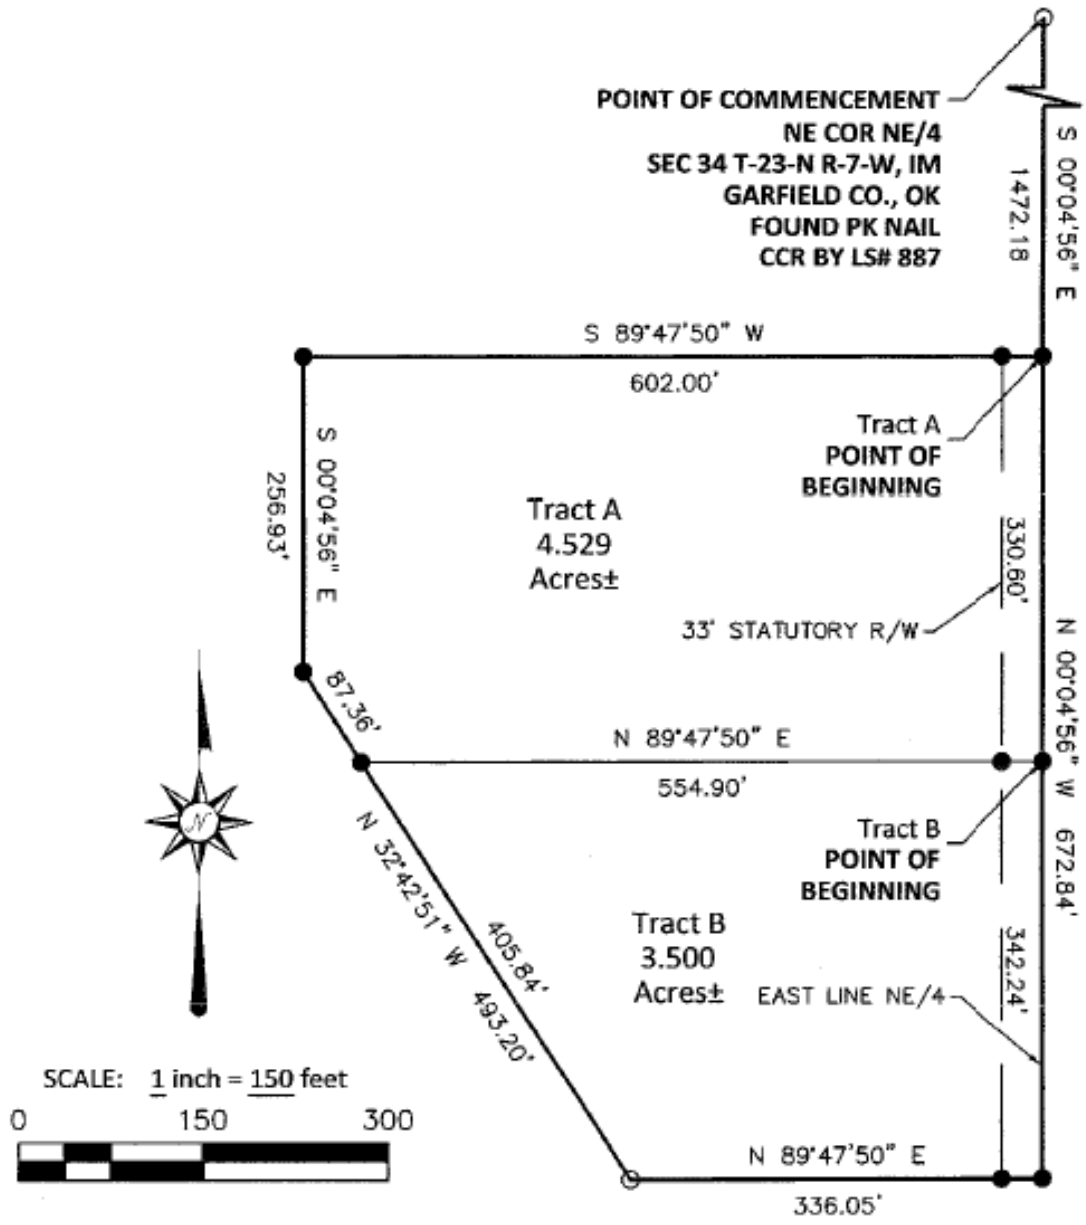 POINT OF COMMENCEMENT
NE COR NE/4
SEC 34 T-23-N R-7-W, IM
GARFIELD CO., OK
FOUND PK NAIL
CCR BY LS# 887
S 00°04'56" E
1472.18
S 89°47'50" W
602.00'
Tract A
POINT OF
BEGINNING
S 00°04'56" E
256.93'
Tract A
4.529
Acres±
330.60'
33' STATUTORY R/W
N 00°04'56" W 672.84'
87.36'
N 89°47'50" E
554.90'
Tract B
POINT OF
BEGINNING
N
N 32°42'51" W 493.20'
405.84'
Tract B
3.500
Acres±
342.24'
EAST LINE NE/4
SCALE: 1 inch = 150 feet
0 150 300
N 89°47'50" E
336.05'